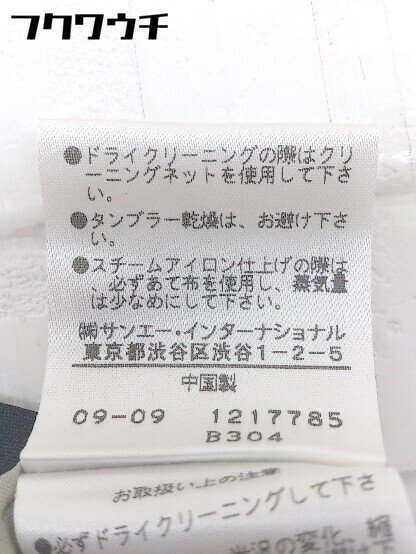 フクワウチ
●ドライクリーニングの際はクリ
ーニングネットを使用して下さ
い。
●タンブラー乾燥は、お避け下さ
い。
●スチームアイロン仕上げの際は
、必ずあて布を使用し、蒸気量
は少なめにして下さい。
㈱サンエー・インターナショナル
東京都渋谷区渋谷1-2-5
中国製
09-09 1217785
B304
お取扱い上の注意
●必ずドライクリーニングして下さ
の変化